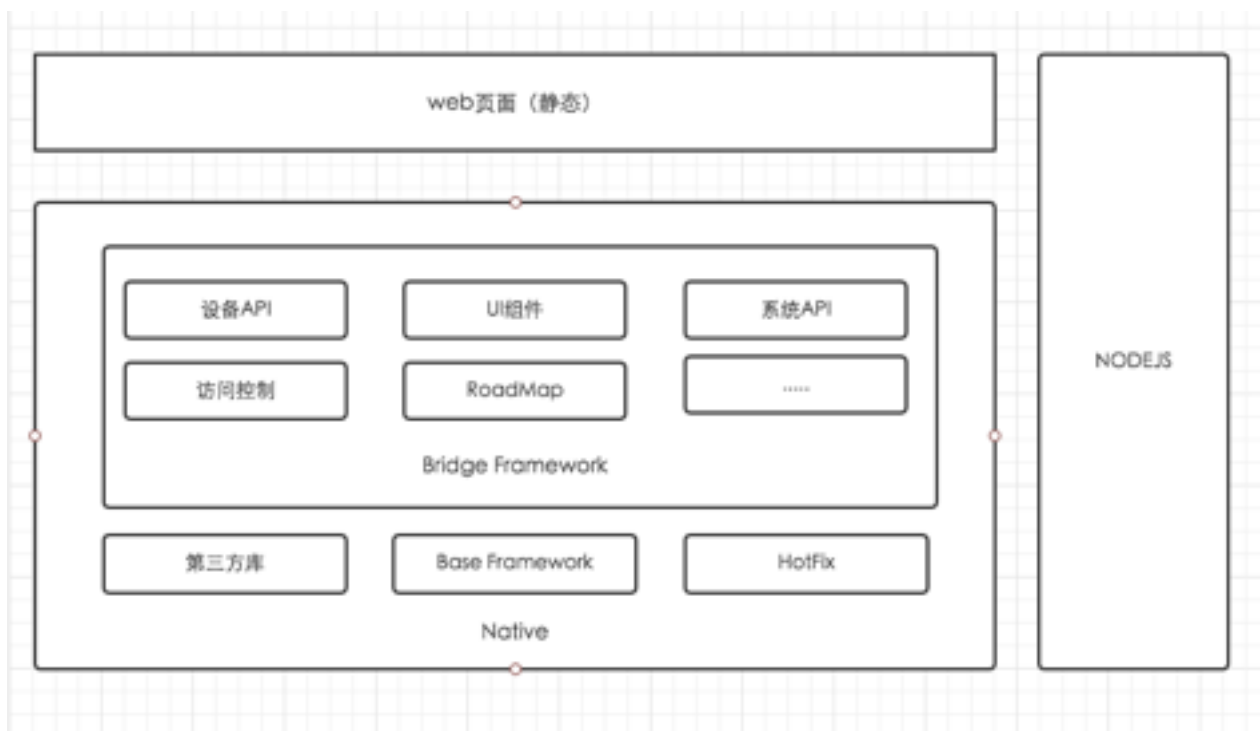 web页面（静态）
设备API
UI组件
系统API
访问控制
RoadMap
.....
Bridge Framework
NODEJS
第三方库
Base Framework
HotFix
Native